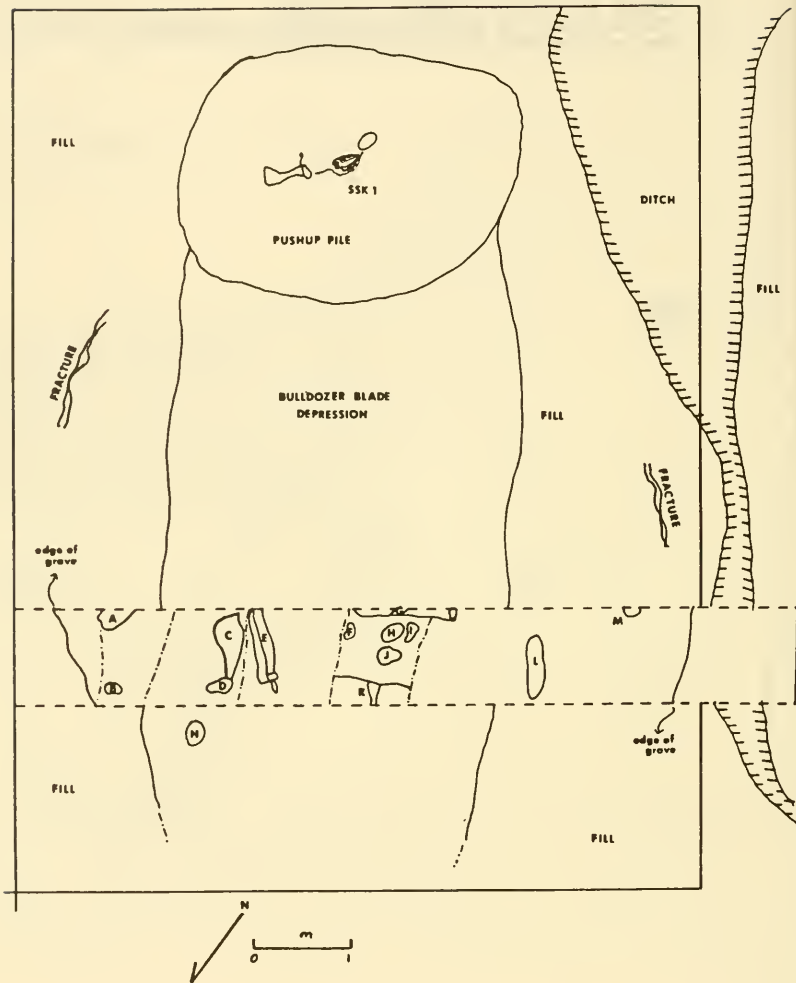 FILL
SSK 1
DITCH
PUSHUP PILE
FILL
FRACTURE
BULLDOZER BLADE
DEPRESSION
FILL
FRACTURE
edge of
grave
A
M
C
E
F
H
I
J
B
D
L
R
N
edge of
grave
FILL
FILL
N
m
0 1